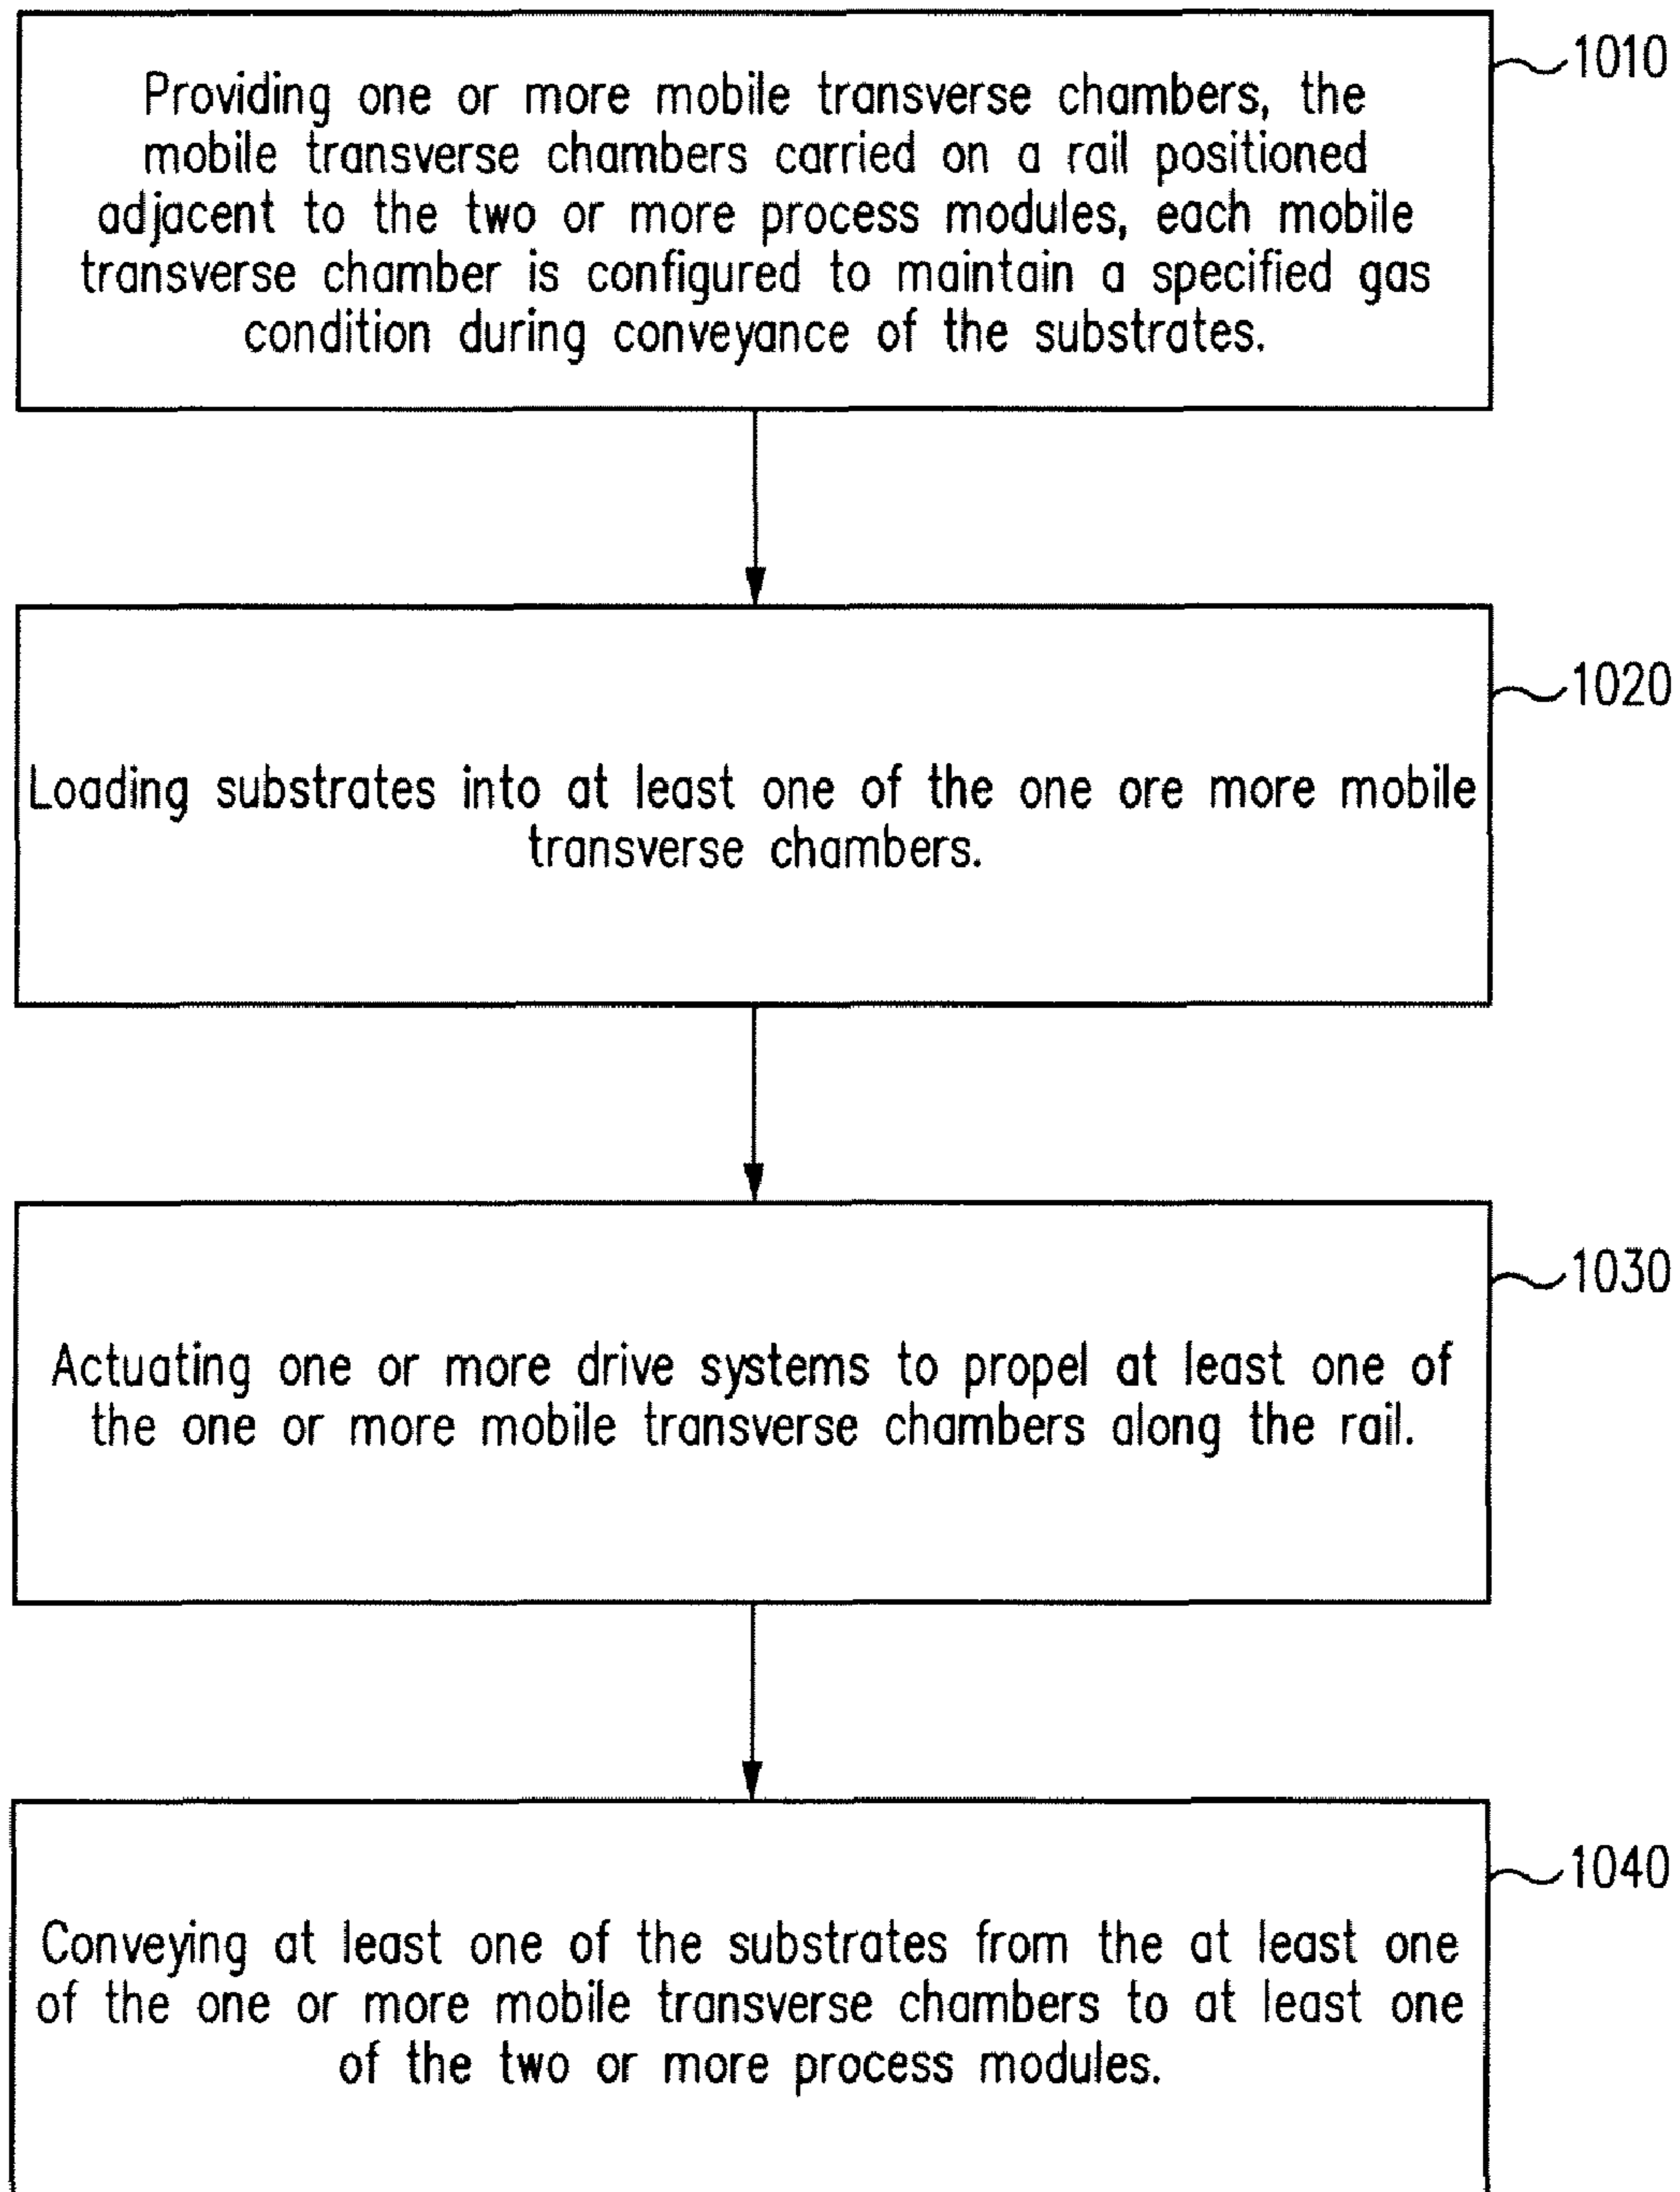 Providing one or more mobile transverse chambers, the
mobile transverse chambers carried on a rail positioned
adjacent to the two or more process modules, each mobile
transverse chamber is configured to maintain a specified gas
condition during conveyance of the substrates.
1010
Loading substrates into at least one of the one ore more mobile
transverse chambers.
1020
Actuating one or more drive systems to propel at least one of
the one or more mobile transverse chambers along the rail.
1030
Conveying at least one of the substrates from the at least one
of the one or more mobile transverse chambers to at least one
of the two or more process modules.
1040